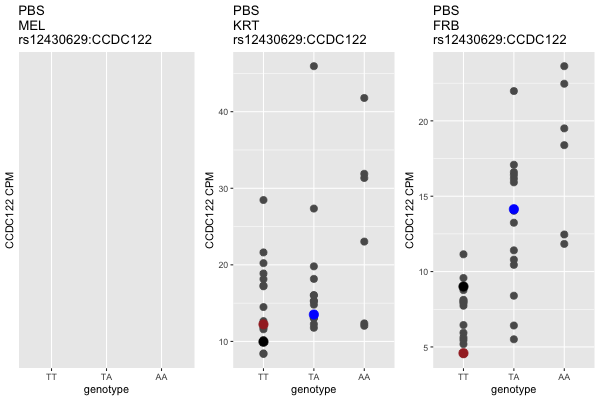 PBS
MEL
rs12430629:CCDC122
CCDC122 CPM
TT TA AA
genotype
PBS
KRT
rs12430629:CCDC122
CCDC122 CPM
40
30
20
10
TT TA AA
genotype
PBS
FRB
rs12430629:CCDC122
CCDC122 CPM
20
15
10
5
TT TA AA
genotype